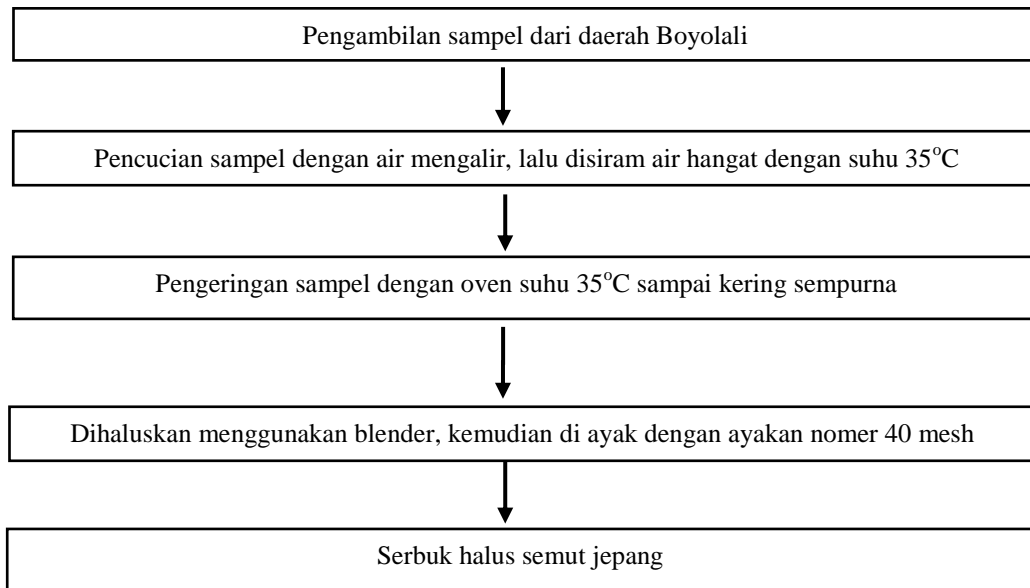 Pengambilan sampel dari daerah Boyolali
Pencucian sampel dengan air mengalir, lalu disiram air hangat dengan suhu 35°C
Pengeringan sampel dengan oven suhu 35°C sampai kering sempurna
Dihaluskan menggunakan blender, kemudian di ayak dengan ayakan nomer 40 mesh
Serbuk halus semut jepang